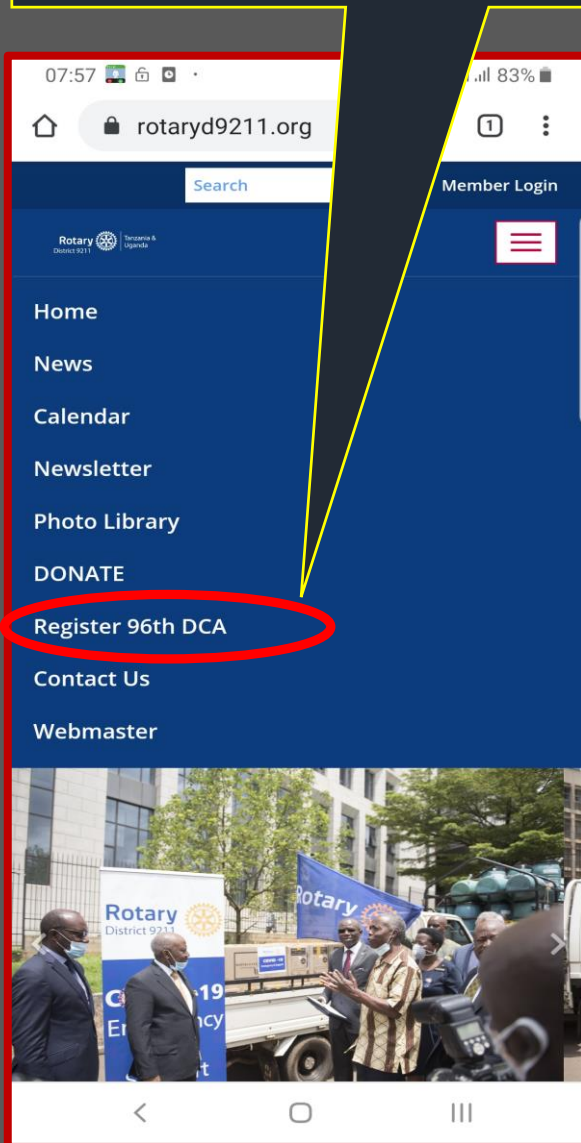 07:57
83%
rotaryd9211.org
1
Search
Member Login
Rotary
District 9211
Tanzania &
Uganda
Home
News
Calendar
Newsletter
Photo Library
DONATE
Register 96th DCA
Contact Us
Webmaster
Rotary
District 9211
Rotary
-19